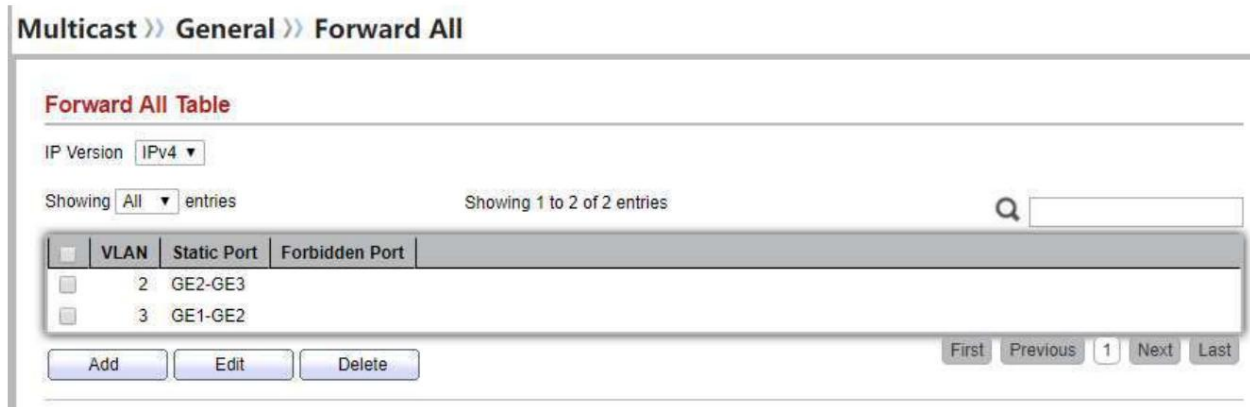 Multicast 》 General 》 Forward All
Forward All Table
IP Version IPv4 ▼
Showing All ▼ entries Showing 1 to 2 of 2 entries
VLAN Static Port Forbidden Port
2 GE2-GE3
3 GE1-GE2
Add Edit Delete First Previous 1 Next Last